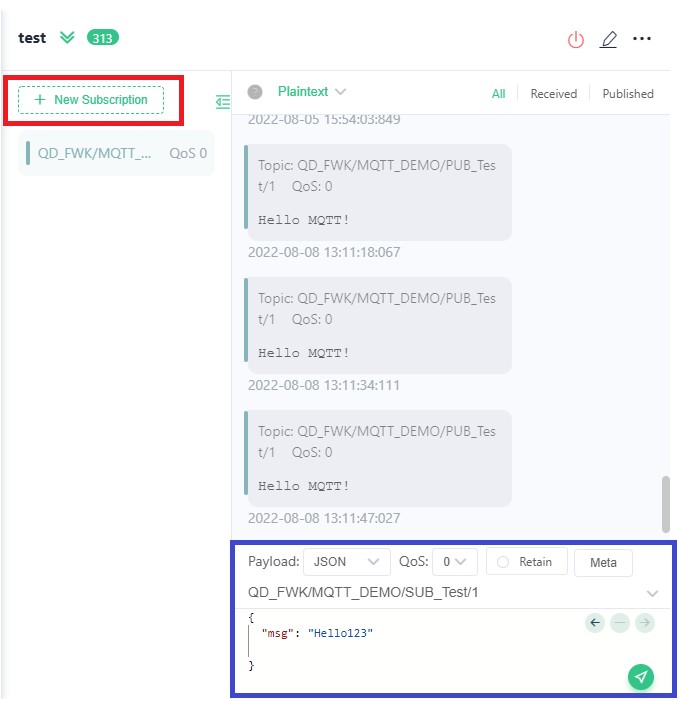 test 313
New Subscription
Plaintext All Received Published
2022-08-05 15:54:03:849
QD_FWK/MQTT_... QoS 0
Topic: QD_FWK/MQTT_DEMO/PUB_Tes
t/1 QoS: 0
Hello MQTT!
2022-08-08 13:11:18:067
Topic: QD_FWK/MQTT_DEMO/PUB_Tes
t/1 QoS: 0
Hello MQTT!
2022-08-08 13:11:34:111
Topic: QD_FWK/MQTT_DEMO/PUB_Tes
t/1 QoS: 0
Hello MQTT!
2022-08-08 13:11:47:027
Payload: JSON QoS: 0 Retain Meta
QD_FWK/MQTT_DEMO/SUB_Test/1
{
"msg": "Hello123"
}